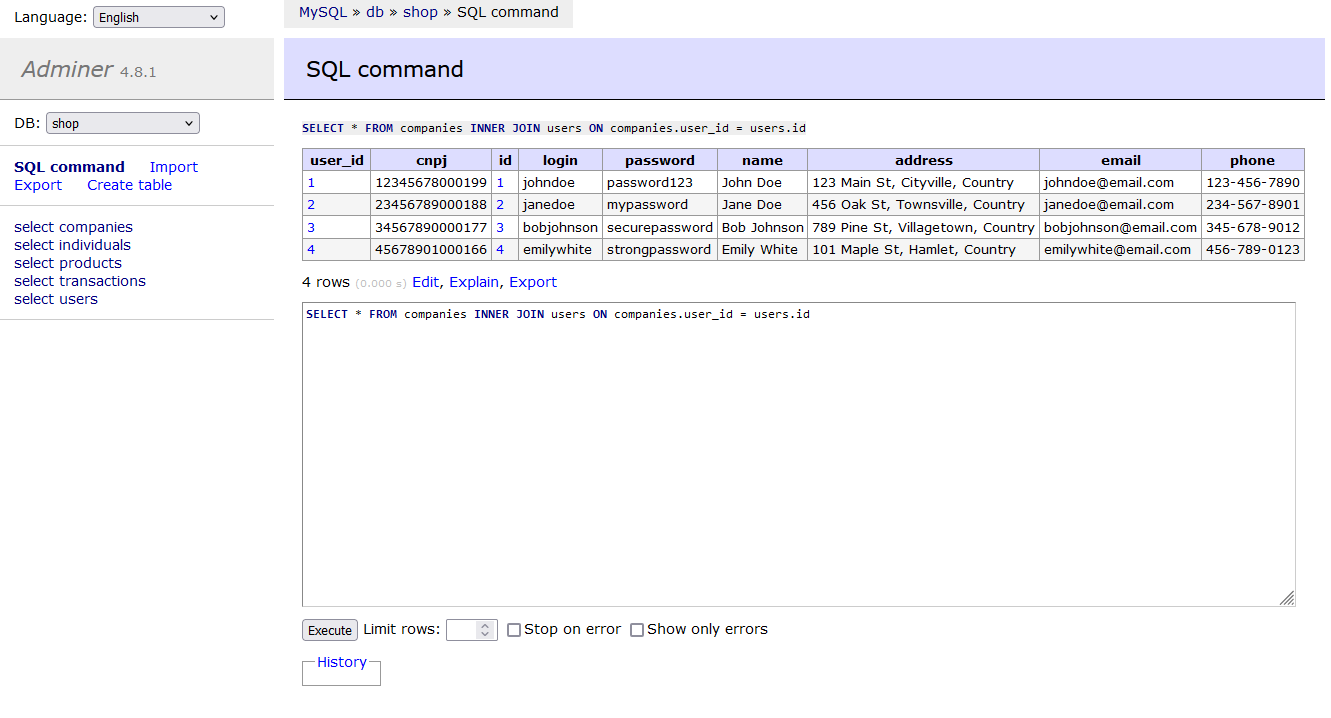 Language: English
MySQL » db » shop » SQL command
Adminer 4.8.1
SQL command
DB: shop
SQL command Import
Export Create table
select companies
select individuals
select products
select transactions
select users
SELECT * FROM companies INNER JOIN users ON companies.user_id = users.id
user_id cnpj id login password name address email phone
1 12345678000199 1 johndoe password123 John Doe 123 Main St, Cityville, Country johndoe@email.com 123-456-7890
2 23456789000188 2 janedoe mypassword Jane Doe 456 Oak St, Townsville, Country janedoe@email.com 234-567-8901
3 34567890000177 3 bobjohnson securepassword Bob Johnson 789 Pine St, Villagetown, Country bobjohnson@email.com 345-678-9012
4 45678901000166 4 emilywhite strongpassword Emily White 101 Maple St, Hamlet, Country emilywhite@email.com 456-789-0123
4 rows (0.000 s) Edit, Explain, Export
SELECT * FROM companies INNER JOIN users ON companies.user_id = users.id
Execute Limit rows: Stop on error Show only errors
History